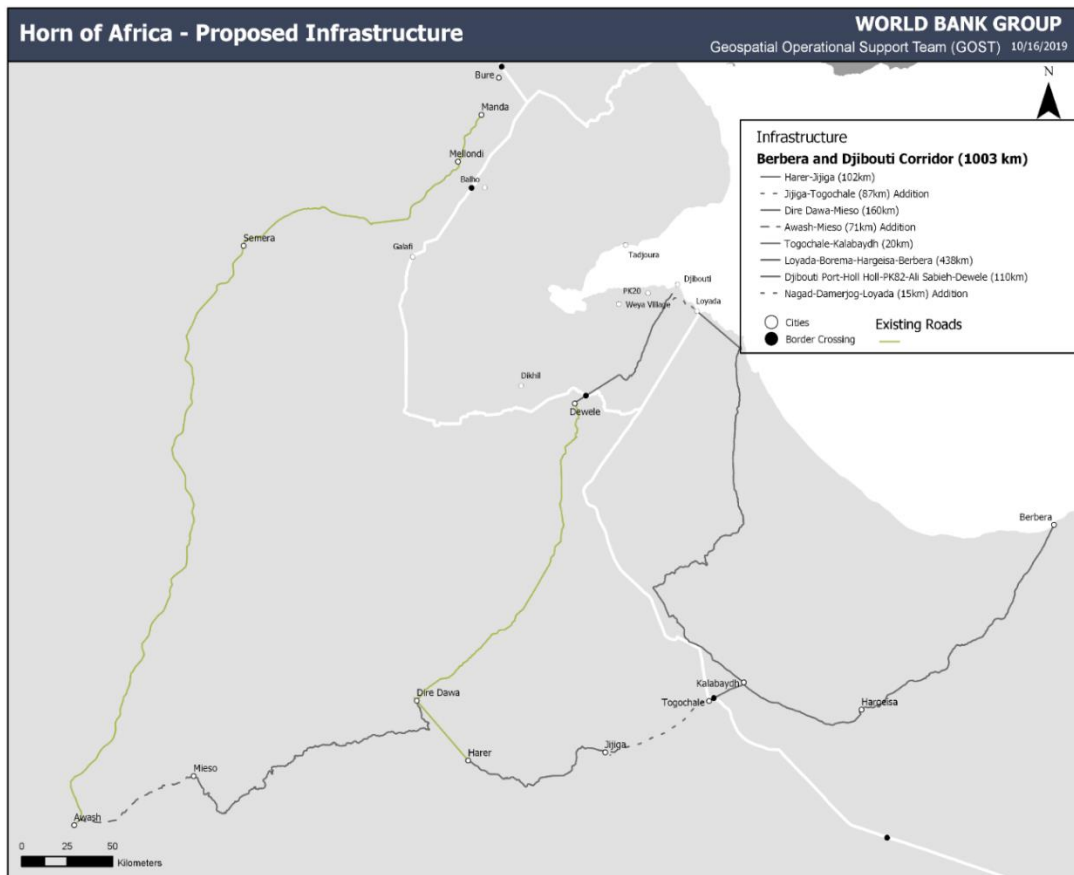 Horn of Africa - Proposed Infrastructure
WORLD BANK GROUP
Geospatial Operational Support Team (GOST) 10/16/2019
N
Infrastructure
Berbera and Djibouti Corridor (1003 km)
Harer-Jijiga (102km)
Jijiga-Togochale (87km) Addition
Dire Dawa-Mieso (160km)
Awash-Mieso (71km) Addition
Togochale-Kalabaydh (20km)
Loyada-Borema-Hargeisa-Berbera (438km)
Djibouti Port-Holl Holl-PK82-Ali Sabieh-Dewele (110km)
Nagad-Damerjog-Loyada (15km) Addition
Cities
Existing Roads
Border Crossing
Bure
Manda
Mellondi
Balho
Semera
Galafi
Tadjoura
Djibouti
PK20
Weya Village
Loyada
Dikhil
Dewele
Berbera
Kalabaydh
Dire Dawa
Togochale
Hargeisa
Harer
Jijiga
Mieso
Awash
0 25 50
Kilometers